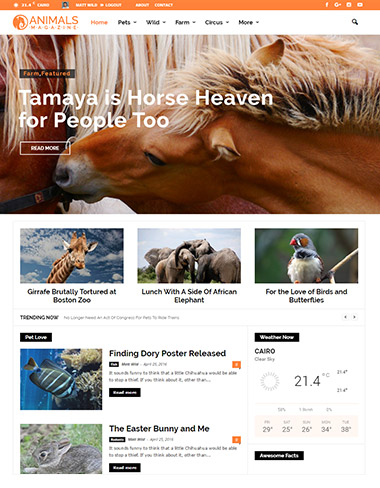 21.4 ° CAIRO MATT WILD LOGOUT ABOUT CONTACT
ANIMALS
MAGAZINE
Home Pets Wild Farm Circus More
Farm,Featured
Tamaya is Horse Heaven
for People Too
READ MORE
Girrafe Brutally Tortured at
Boston Zoo
Lunch With A Side Of African
Elephant
For the Love of Birds and
Butterflies
TRENDING NOW No Longer Need An Act Of Congress For Pets To Ride Trains
Pet Love
Finding Dory Poster Released
Matt Wild - April 20, 2016
It sounds funny to think that a little Chihuahua would be able
to stop a thief. If you think about it, other than...
Read more
The Easter Bunny and Me
Matt Wild - April 20, 2016
It sounds funny to think that a little Chihuahua would be able
to stop a thief. If you think about it, other than...
Read more
Weather Now
CAIRO
Clear Sky
21.4 °C
21.4°
21.4°
FRI SAT SUN MON TUE
29° 25° 26° 34° 38°
Awesome Facts